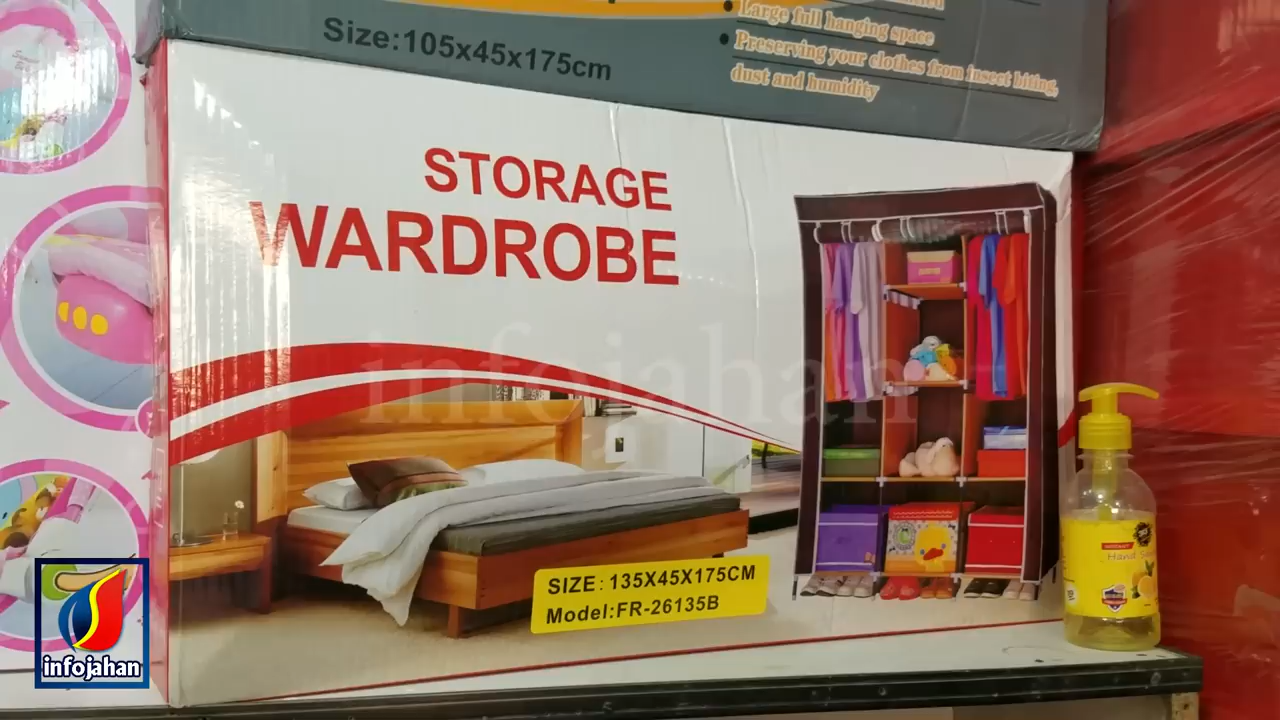 Size:105x45x175cm
Large full hanging space
Preserving your clothes from insect biting,
dust and humidity
STORAGE
WARDROBE
infojahan
SIZE: 135X45X175CM
Model:FR-26135B
Hand
infojahan